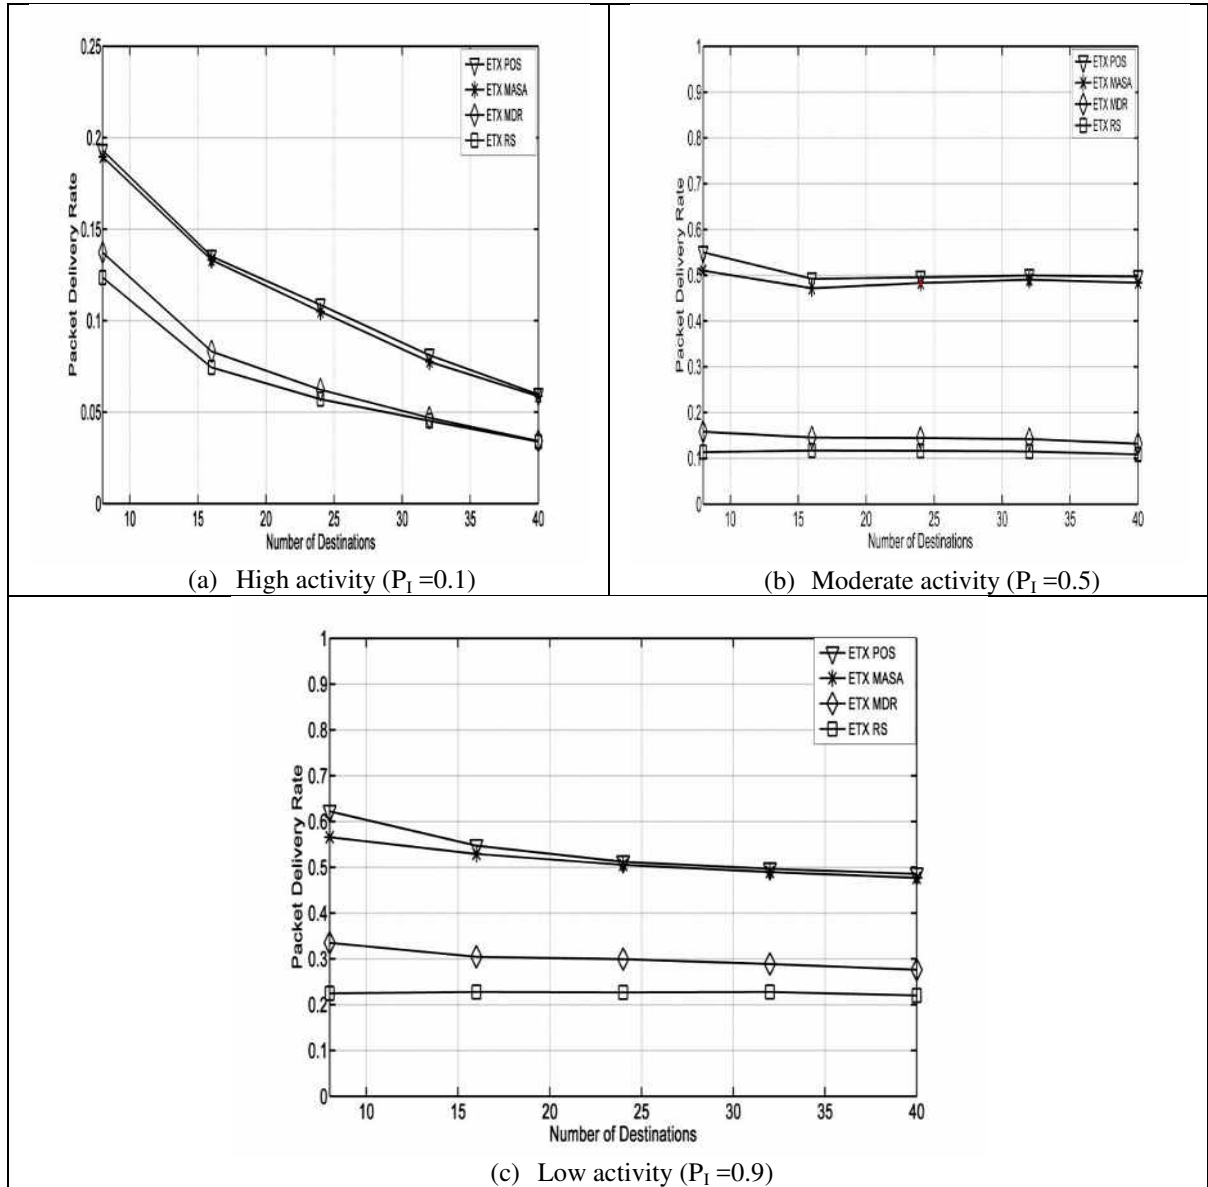 0.25
0.2
0.15
0.1
0.05
0
Packet Delivery Rate
ETX POS
ETX MASA
ETX MDR
ETX RS
10 15 20 25 30 35 40
Number of Destinations
(a) High activity (P_I =0.1)
1
0.9
0.8
0.7
0.6
0.5
0.4
0.3
0.2
0.1
0
Packet Delivery Rate
ETX POS
ETX MASA
ETX MDR
ETX RS
10 15 20 25 30 35 40
Number of Destinations
(b) Moderate activity (P_I =0.5)
1
0.9
0.8
0.7
0.6
0.5
0.4
0.3
0.2
0.1
0
Packet Delivery Rate
ETX POS
ETX MASA
ETX MDR
ETX RS
10 15 20 25 30 35 40
Number of Destinations
(c) Low activity (P_I =0.9)